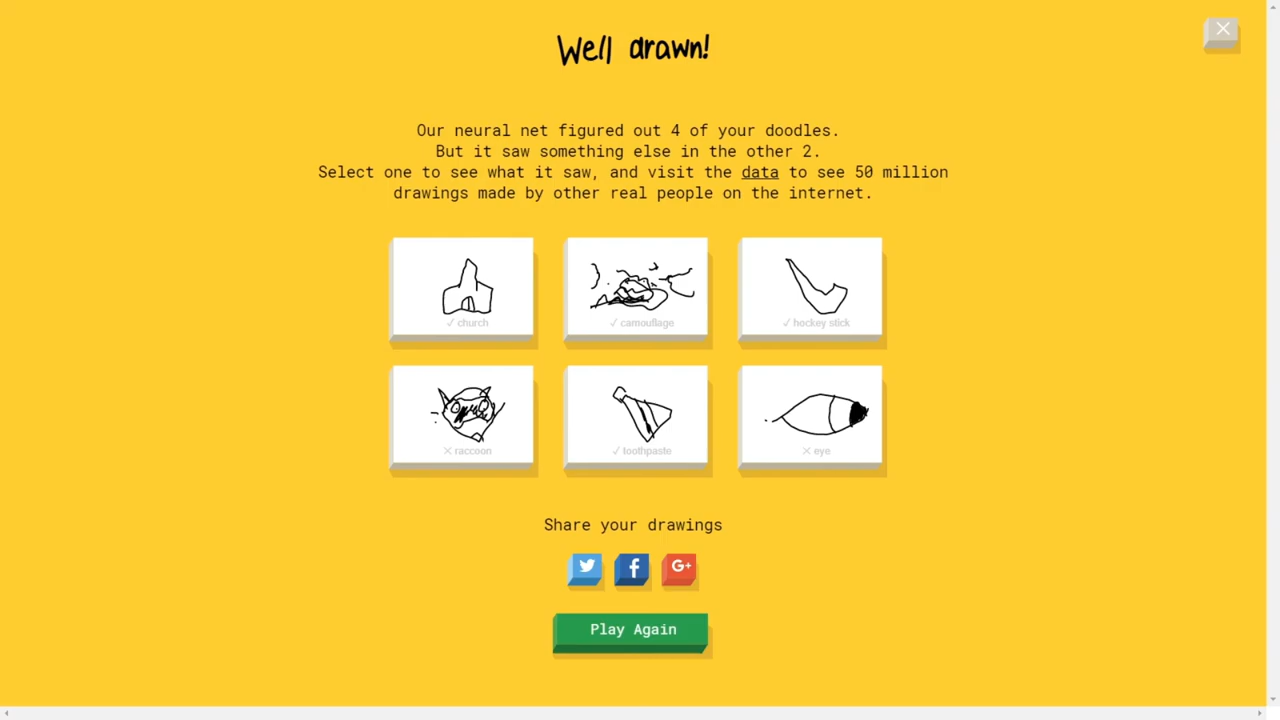 Well drawn!
Our neural net figured out 4 of your doodles.
But it saw something else in the other 2.
Select one to see what it saw, and visit the data to see 50 million
drawings made by other real people on the internet.
✓ church
✓ camouflage
✓ hockey stick
✕ raccoon
✓ toothpaste
✕ eye
Share your drawings
G+
Play Again